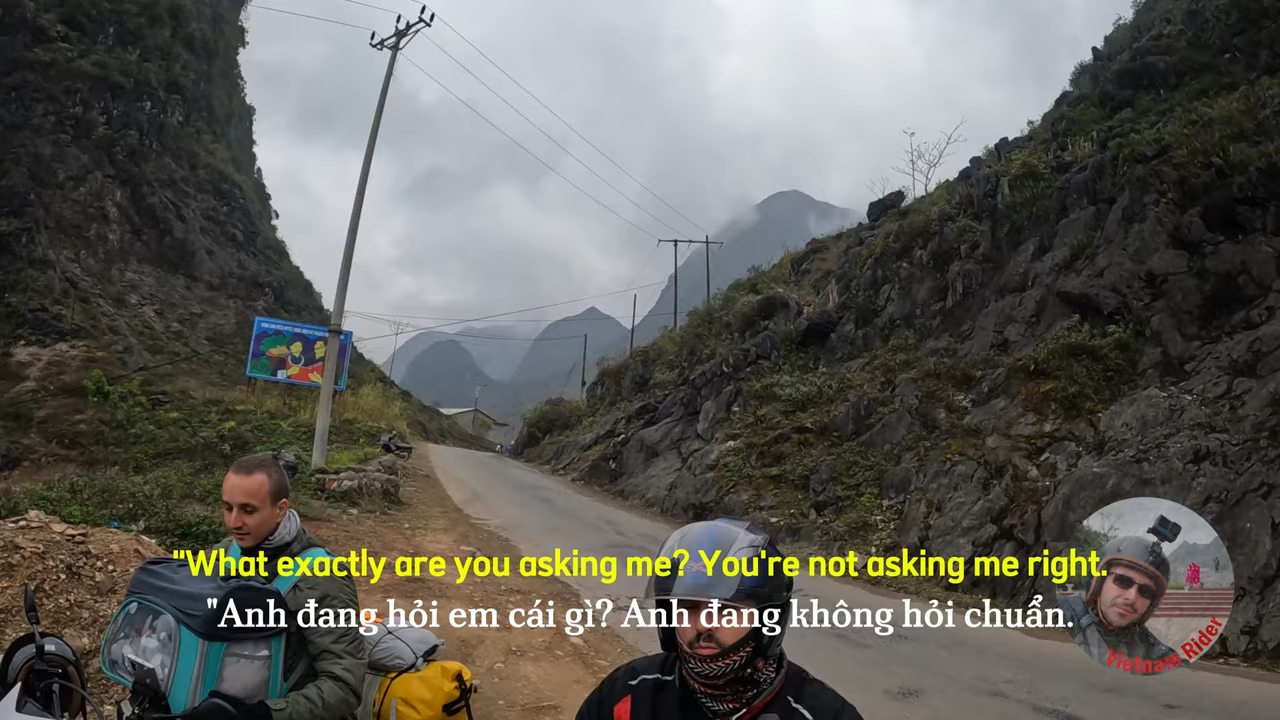 "What exactly are you asking me? You're not asking me right.
"Anh đang hỏi em cái gì? Anh đang không hỏi chuẩn.
Vietnam Rider